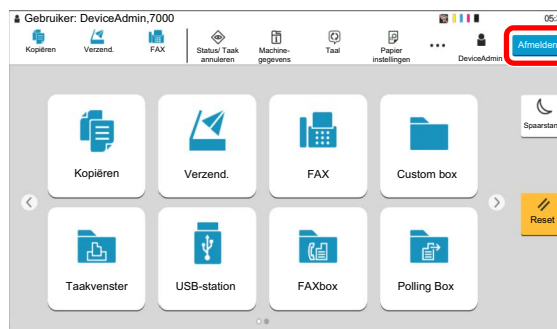 Gebruiker: DeviceAdmin,7000
Kopiëren
Verzend.
FAX
Status/ Taak
annuleren
Machine-
gegevens
Taal
Papier
instellingen
DeviceAdmin
Afmelden
Spaarstan
Kopiëren
Verzend.
FAX
Custom box
Reset
Taakvenster
USB-station
FAXbox
Polling Box